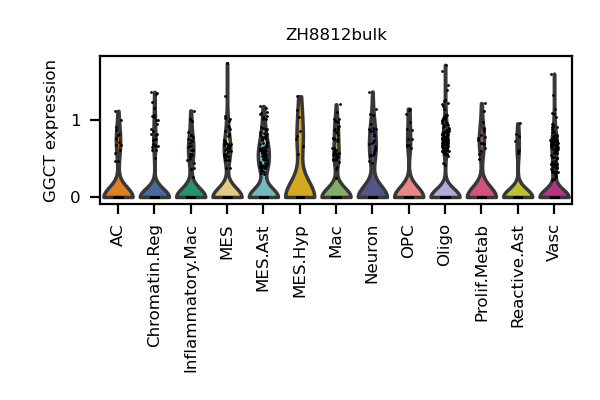 ZH8812bulk
GGCT expression
1
0
AC
Chromatin.Reg
Inflammatory.Mac
MES
MES.Ast
MES.Hyp
Mac
Neuron
OPC
Oligo
Prolif.Metab
Reactive.Ast
Vasc